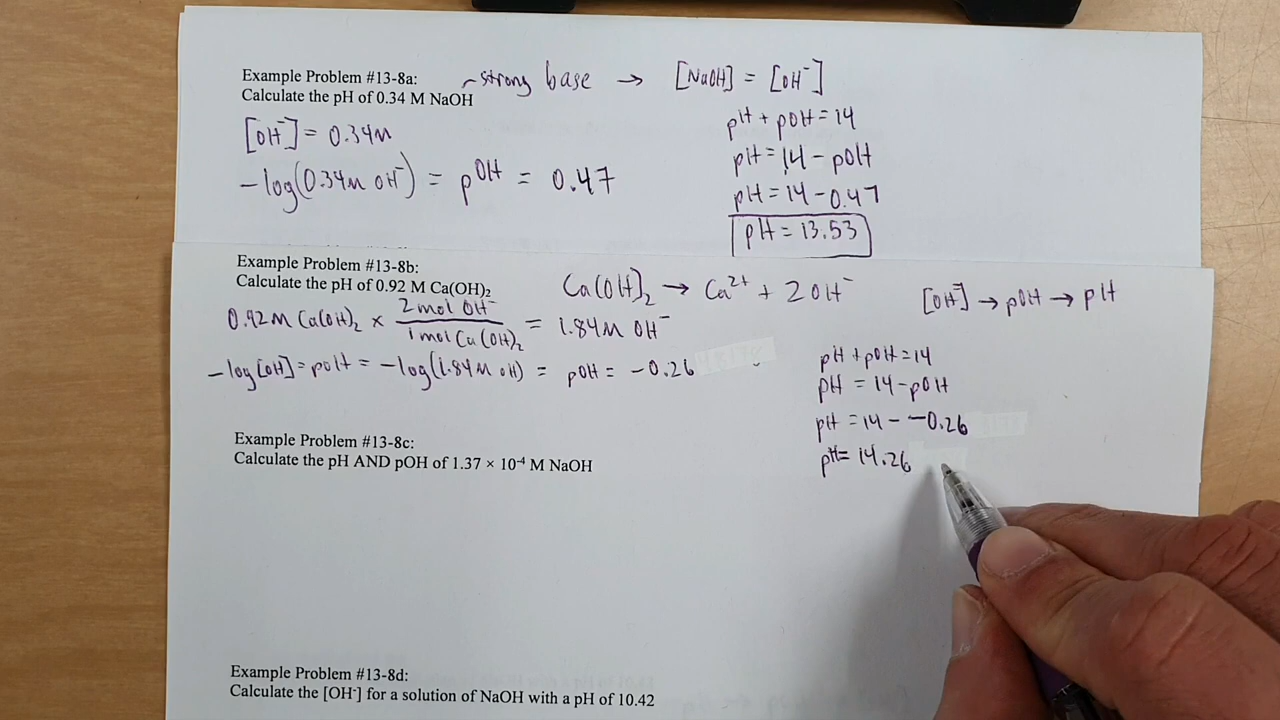 Example Problem #13-8a:
Calculate the pH of 0.34 M NaOH
~strong base → [NaOH] = [OH⁻]
[OH⁻] = 0.34M
-log(0.34M OH⁻) = pOH = 0.47
pH + pOH = 14
pH = 14 - pOH
pH = 14 - 0.47
pH = 13.53
Example Problem #13-8b:
Calculate the pH of 0.92 M Ca(OH)₂
Ca(OH)₂ → Ca²⁺ + 2OH⁻
[OH⁻] → pOH → pH
0.92M Ca(OH)₂ x 2 mol OH⁻ / 1 mol Ca(OH)₂ = 1.84M OH⁻
-log[OH] = pOH = -log(1.84M OH) = pOH = -0.26
pH + pOH = 14
pH = 14 - pOH
pH = 14 - -0.26
pH = 14.26
Example Problem #13-8c:
Calculate the pH AND pOH of 1.37 × 10⁻⁴ M NaOH
Example Problem #13-8d:
Calculate the [OH⁻] for a solution of NaOH with a pH of 10.42